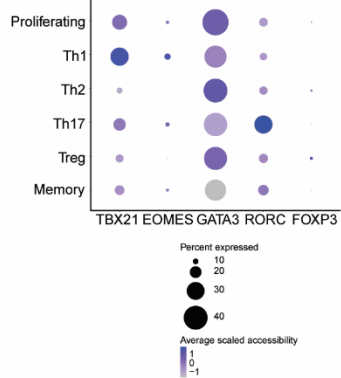 Proliferating
Th1
Th2
Th17
Treg
Memory
TBX21 EOMES GATA3 RORC FOXP3
Percent expressed
10
20
30
40
Average scaled accessibility
1
0
−1